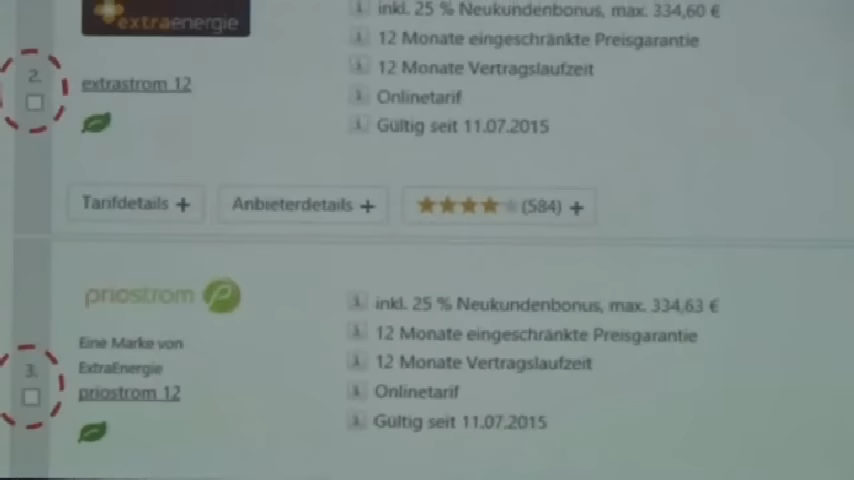 extraenergie
inkl. 25 % Neukundenbonus, max. 334,60 €
12 Monate eingeschränkte Preisgarantie
12 Monate Vertragslaufzeit
2.
extrastrom 12
Onlinetarif
Gültig seit 11.07.2015
Tarifdetails +
Anbieterdetails +
(584) +
priostrom
inkl. 25 % Neukundenbonus, max. 334,63 €
12 Monate eingeschränkte Preisgarantie
Eine Marke von
ExtraEnergie
12 Monate Vertragslaufzeit
3.
priostrom 12
Onlinetarif
Gültig seit 11.07.2015